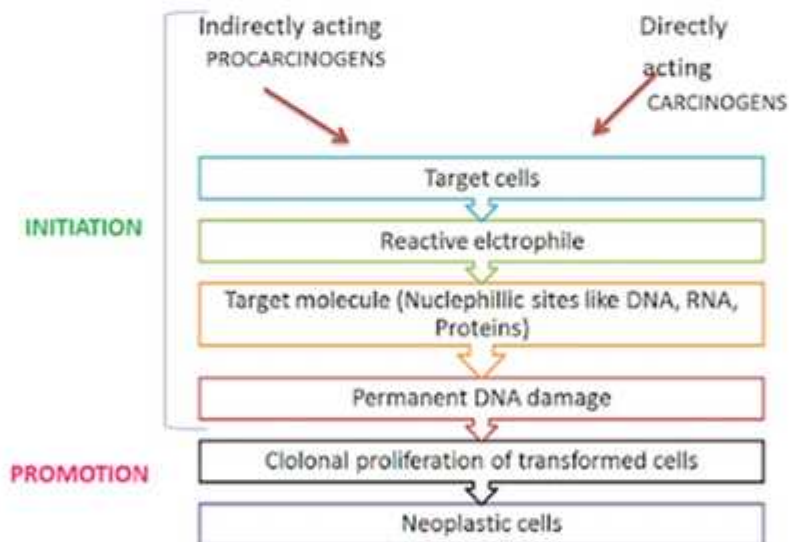 Indirectly acting
PROCARCINOGENS
Directly
acting
CARCINOGENS
Target cells
INITIATION
Reactive elctrophile
Target molecule (Nuclephillic sites like DNA, RNA,
Proteins)
Permanent DNA damage
PROMOTION
Clolonal proliferation of transformed cells
Neoplastic cells